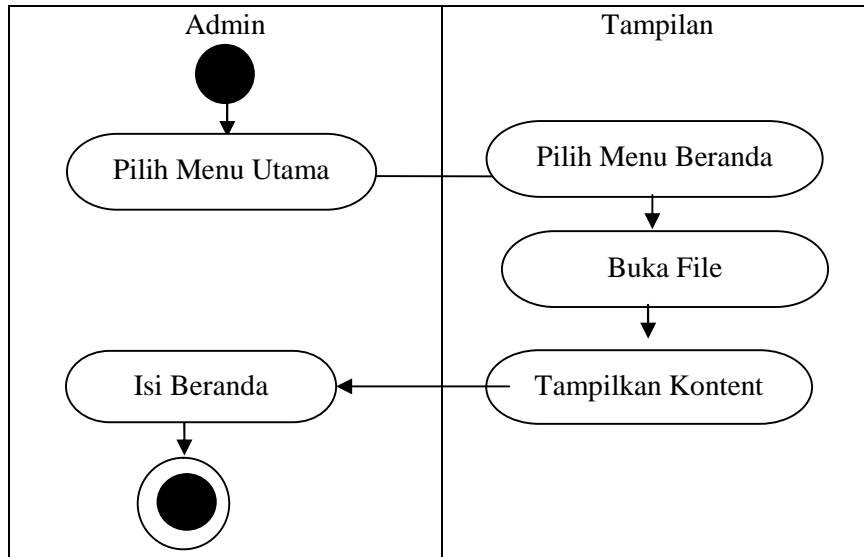 Admin
Tampilan
Pilih Menu Utama
Pilih Menu Beranda
Buka File
Isi Beranda
Tampilkan Kontent